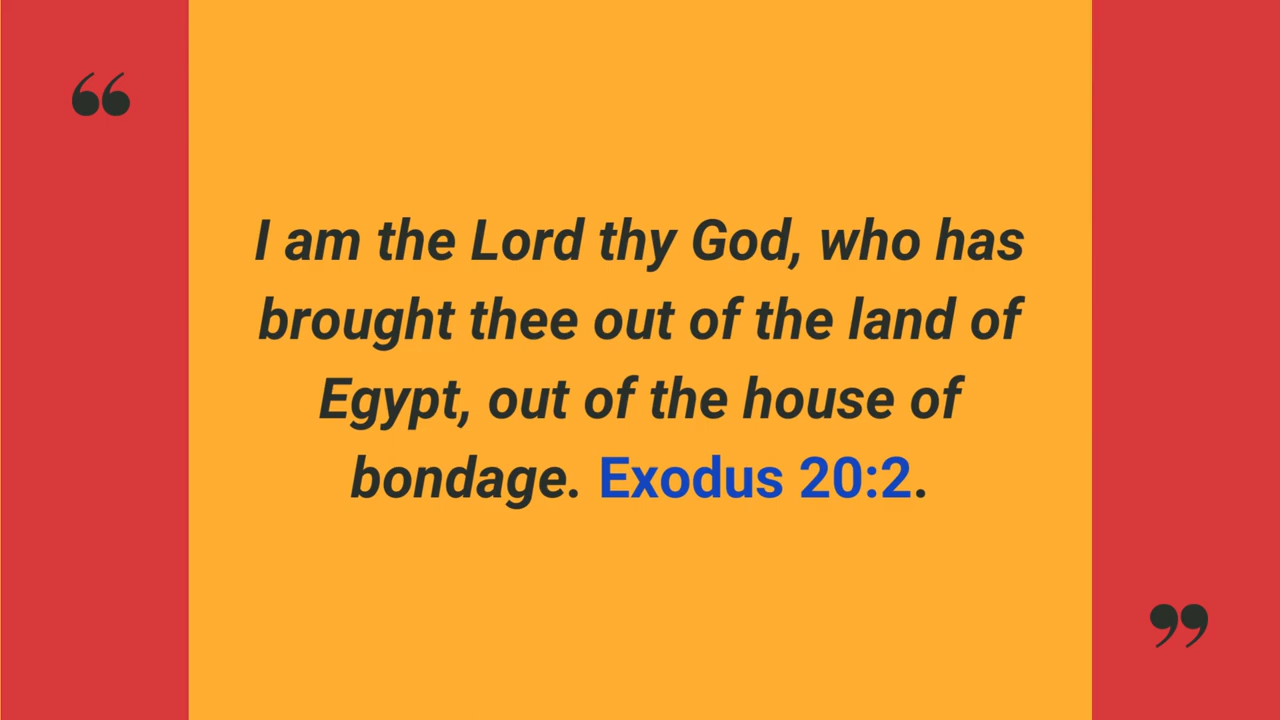 “
I am the Lord thy God, who has
brought thee out of the land of
Egypt, out of the house of
bondage. Exodus 20:2.
”